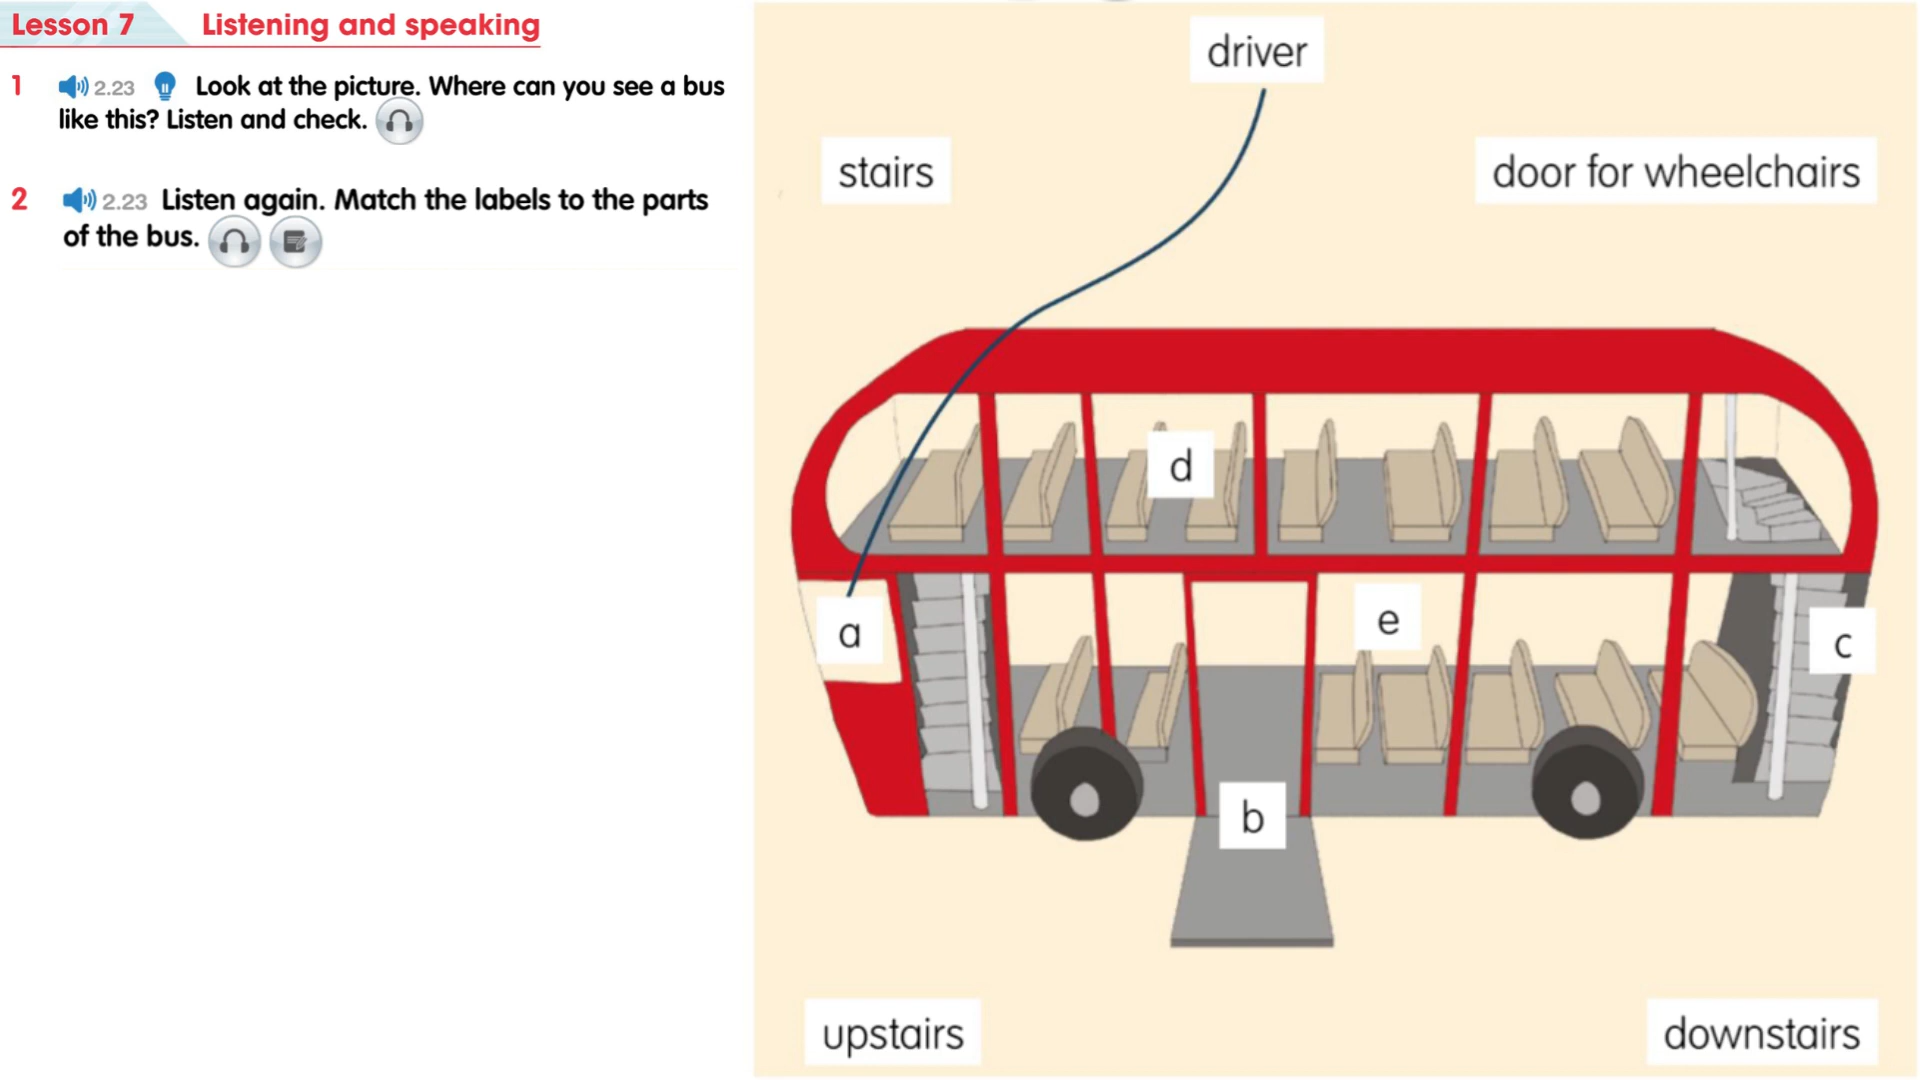 Lesson 7 Listening and speaking
1 2.23 Look at the picture. Where can you see a bus
like this? Listen and check.
2 2.23 Listen again. Match the labels to the parts
of the bus.
driver
stairs
door for wheelchairs
d
a
e
c
b
upstairs
downstairs